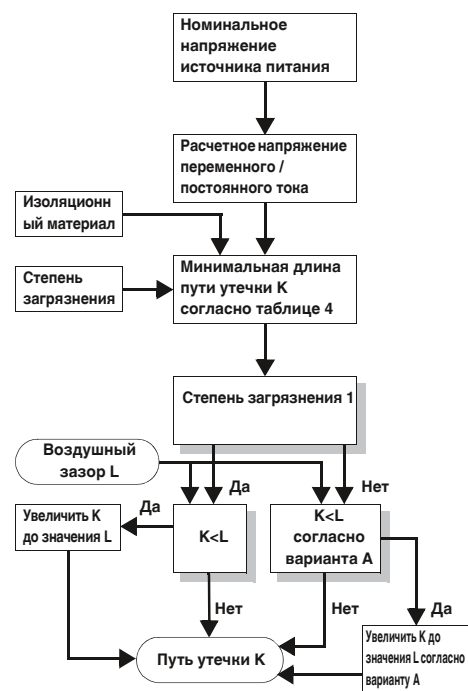 Номинальное
напряжение
источника питания
Расчетное напряжение
переменного /
постоянного тока
Изоляционн
ый материал
Степень
загрязнения
Минимальная длина
пути утечки K
согласно таблице 4
Степень загрязнения 1
Воздушный
зазор L
Да
Нет
Увеличить K
до значения L
Да
K<L
K<L
согласно
варианта A
Нет
Нет
Да
Путь утечки K
Увеличить K до
значения L согласно
варианту A